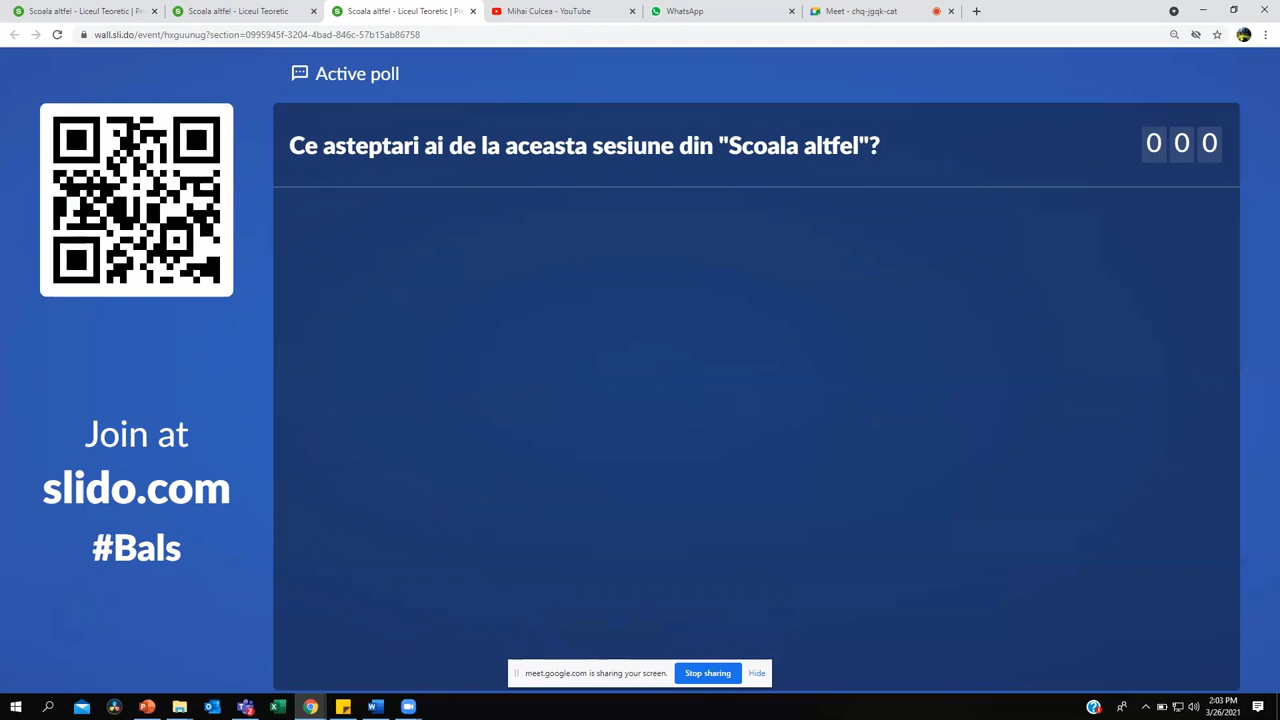 Scoala altfel - Liceul Teoretic | Pr
Scoala altfel - Liceul Teoretic
Scoala altfel - Liceul Teoretic | Pr
Mihai Culcea - YouTube
WhatsApp
Meet - chq-jgqk-cat
wall.sli.do/event/hxguunug?section=0995945f-3204-4bad-846c-57b15ab86758
Active poll
Ce asteptari ai de la aceasta sesiune din "Scoala altfel"?
0 0 0
Join at
slido.com
#Bals
meet.google.com is sharing your screen.
Stop sharing
Hide
2:03 PM
3/26/2021